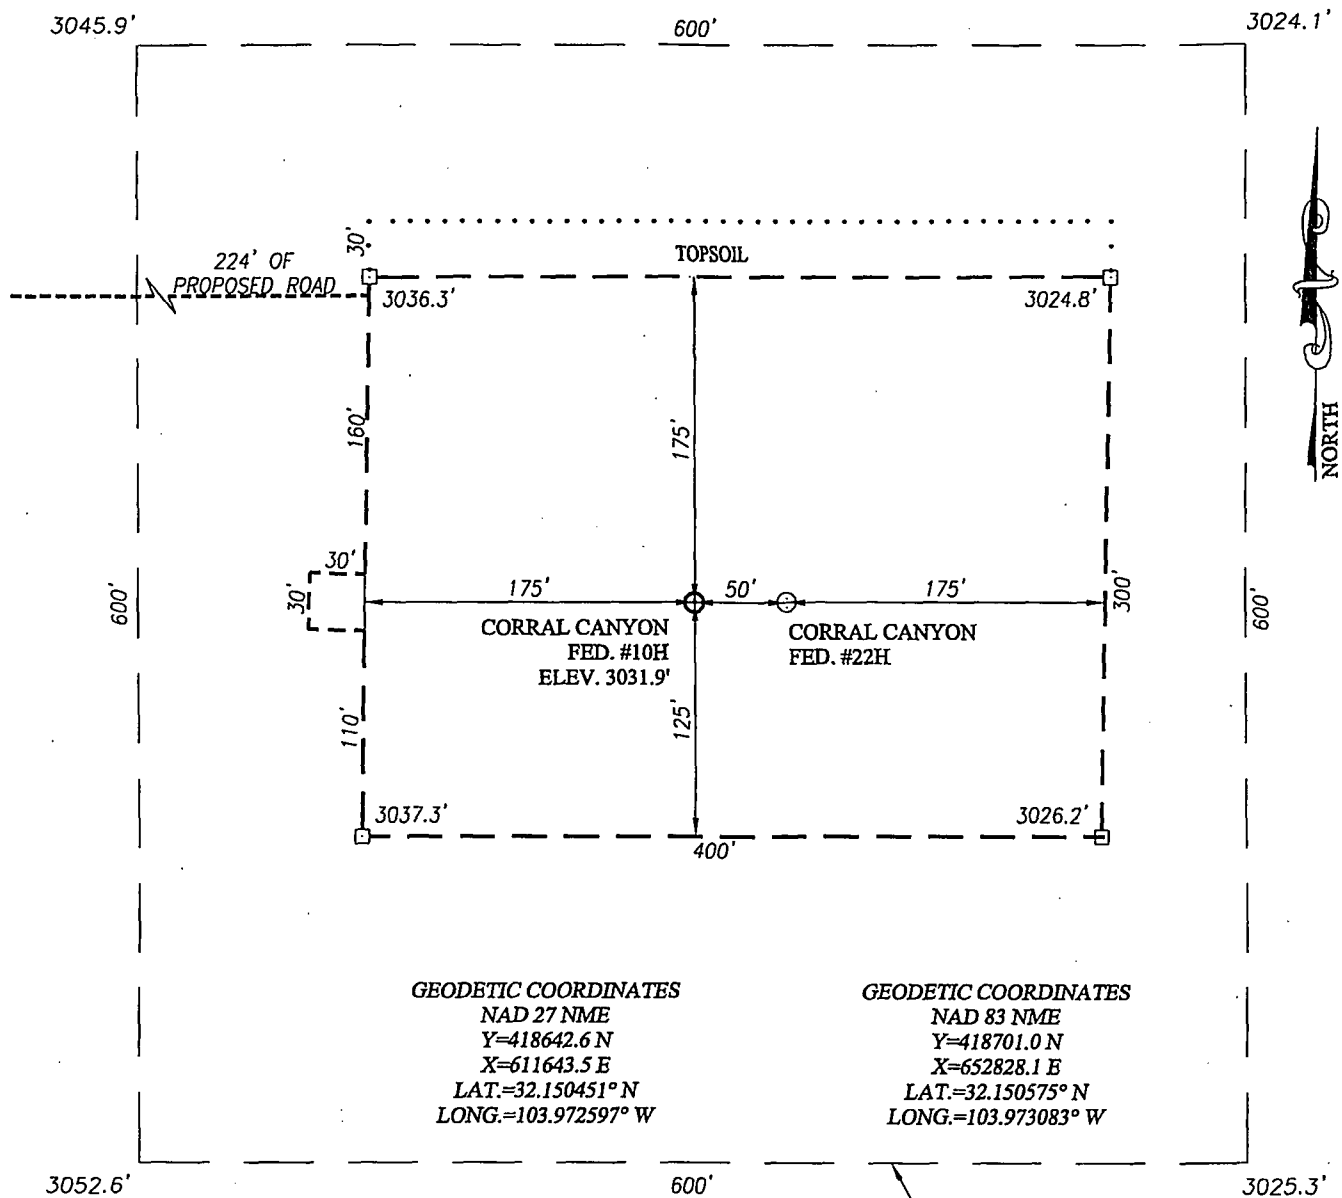 3045.9'
600'
3024.1'
224' OF
PROPOSED ROAD
30'
TOPSOIL
3036.3'
3024.8'
NORTH
160'
175'
30'
30'
175'
50'
175'
300'
600'
600'
CORRAL CANYON
FED. #10H
ELEV. 3031.9'
CORRAL CANYON
FED. #22H
110'
125'
3037.3'
3026.2'
400'
GEODETIC COORDINATES
NAD 27 NME
Y=418642.6 N
X=611643.5 E
LAT.=32.150451° N
LONG.=103.972597° W
GEODETIC COORDINATES
NAD 83 NME
Y=418701.0 N
X=652828.1 E
LAT.=32.150575° N
LONG.=103.973083° W
3052.6'
600'
3025.3'